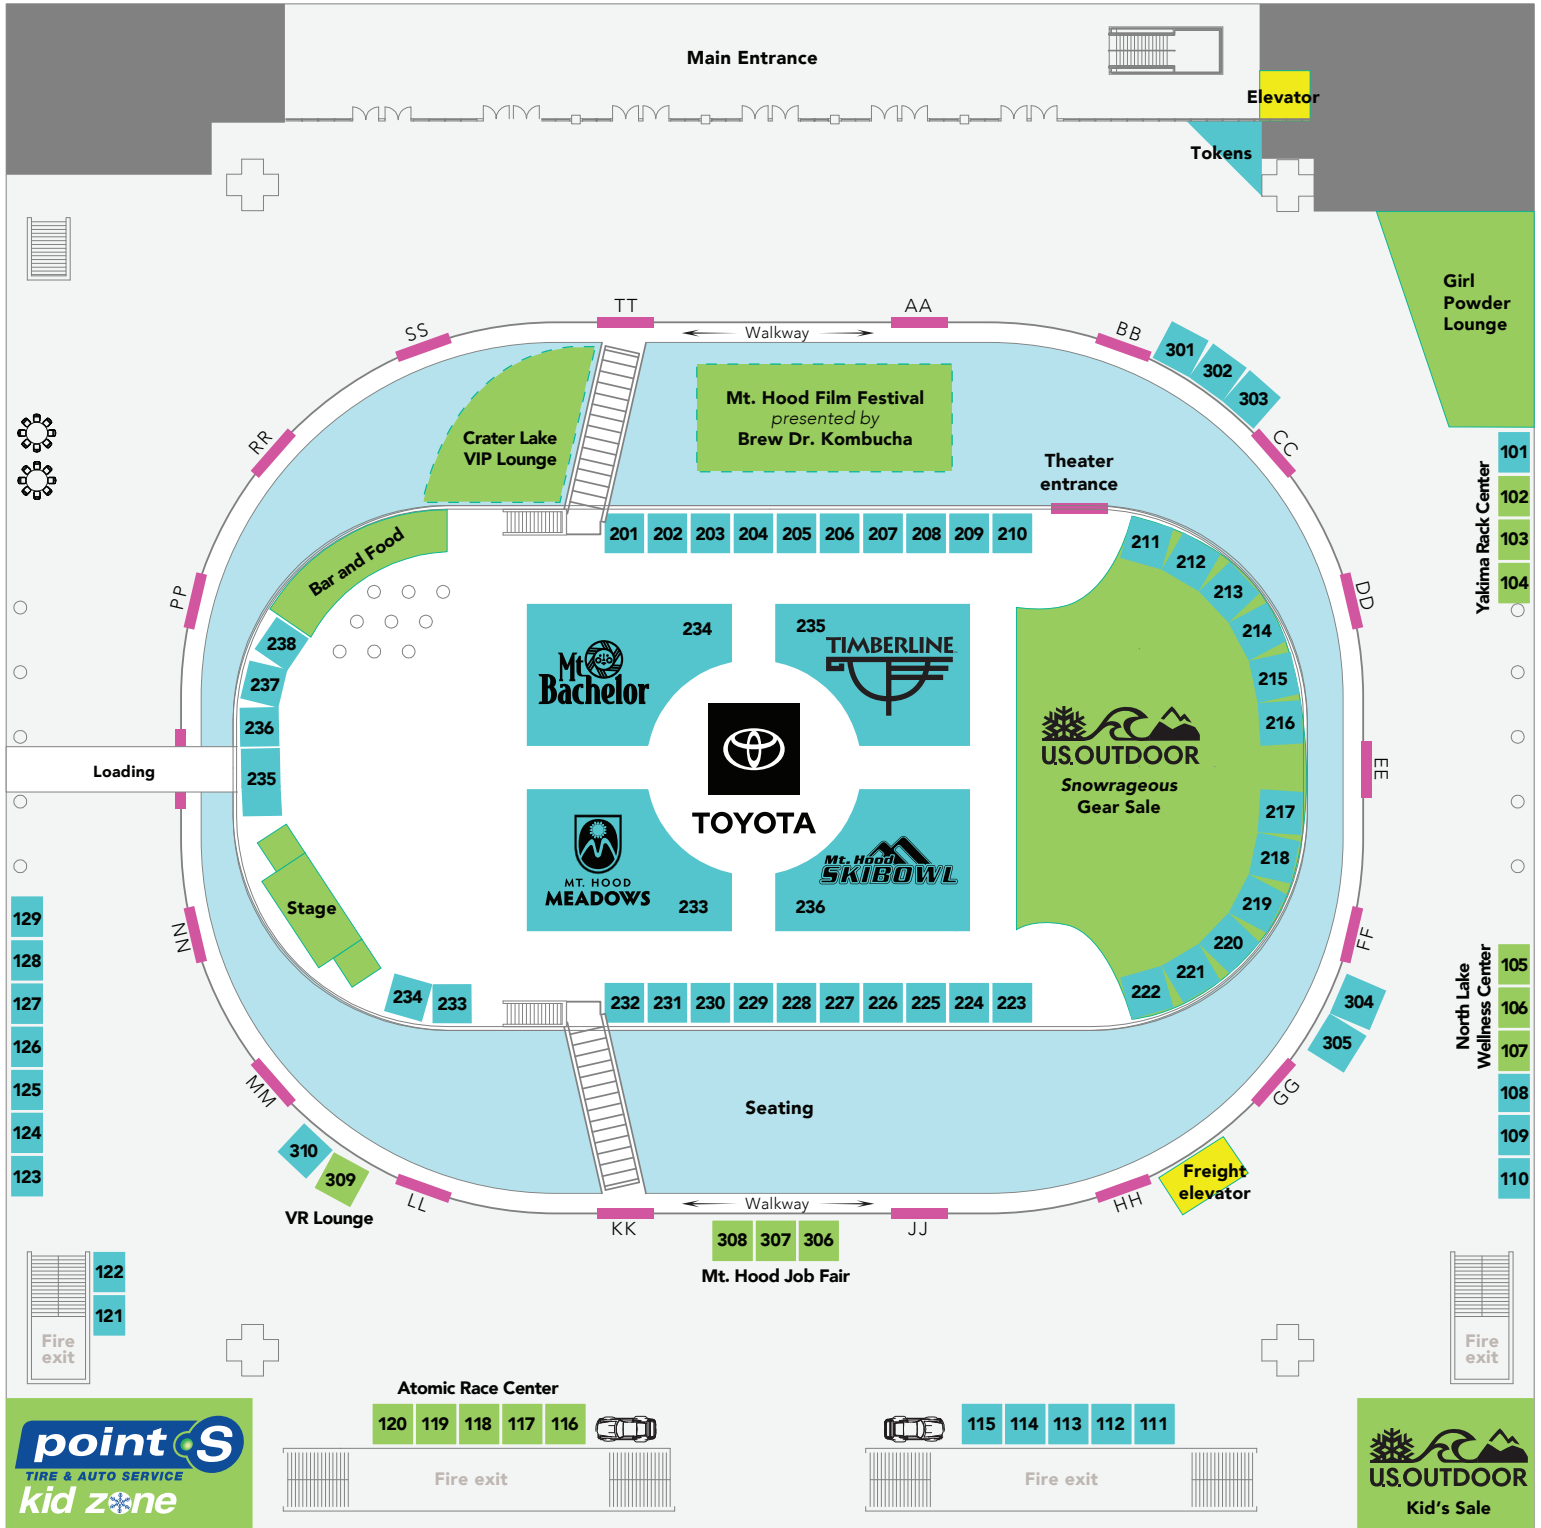 Main Entrance
Elevator
Tokens
Girl
Powder
Lounge
TT
AA
SS
BB
Walkway
301
302
303
RR
CC
Crater Lake
VIP Lounge
Mt. Hood Film Festival
presented by
Brew Dr. Kombucha
Theater
entrance
Yakima Rack Center
101
102
103
104
201 202 203 204 205 206 207 208 209 210
211
212
213
214
215
216
Bar and Food
PP
DD
238
237
236
235
Loading
234
Mt
Bachelor
235
TIMBERLINE
TOYOTA
U.S.OUTDOOR
Snowrageous
Gear Sale
EE
217
218
219
220
221
222
MT. HOOD
MEADOWS
233
Mt. Hood
SKIBOWL
236
Stage
NN
FF
129
128
127
126
125
124
123
North Lake
Wellness Center
105
106
107
108
109
110
234
233
232 231 230 229 228 227 226 225 224 223
304
305
MM
GG
Seating
310
309
VR Lounge
LL
Freight
elevator
HH
Walkway
KK
JJ
308 307 306
Mt. Hood Job Fair
122
121
Fire
exit
Fire
exit
Atomic Race Center
120 119 118 117 116
115 114 113 112 111
Fire exit
Fire exit
point S
TIRE & AUTO SERVICE
kid zone
U.S.OUTDOOR
Kid's Sale